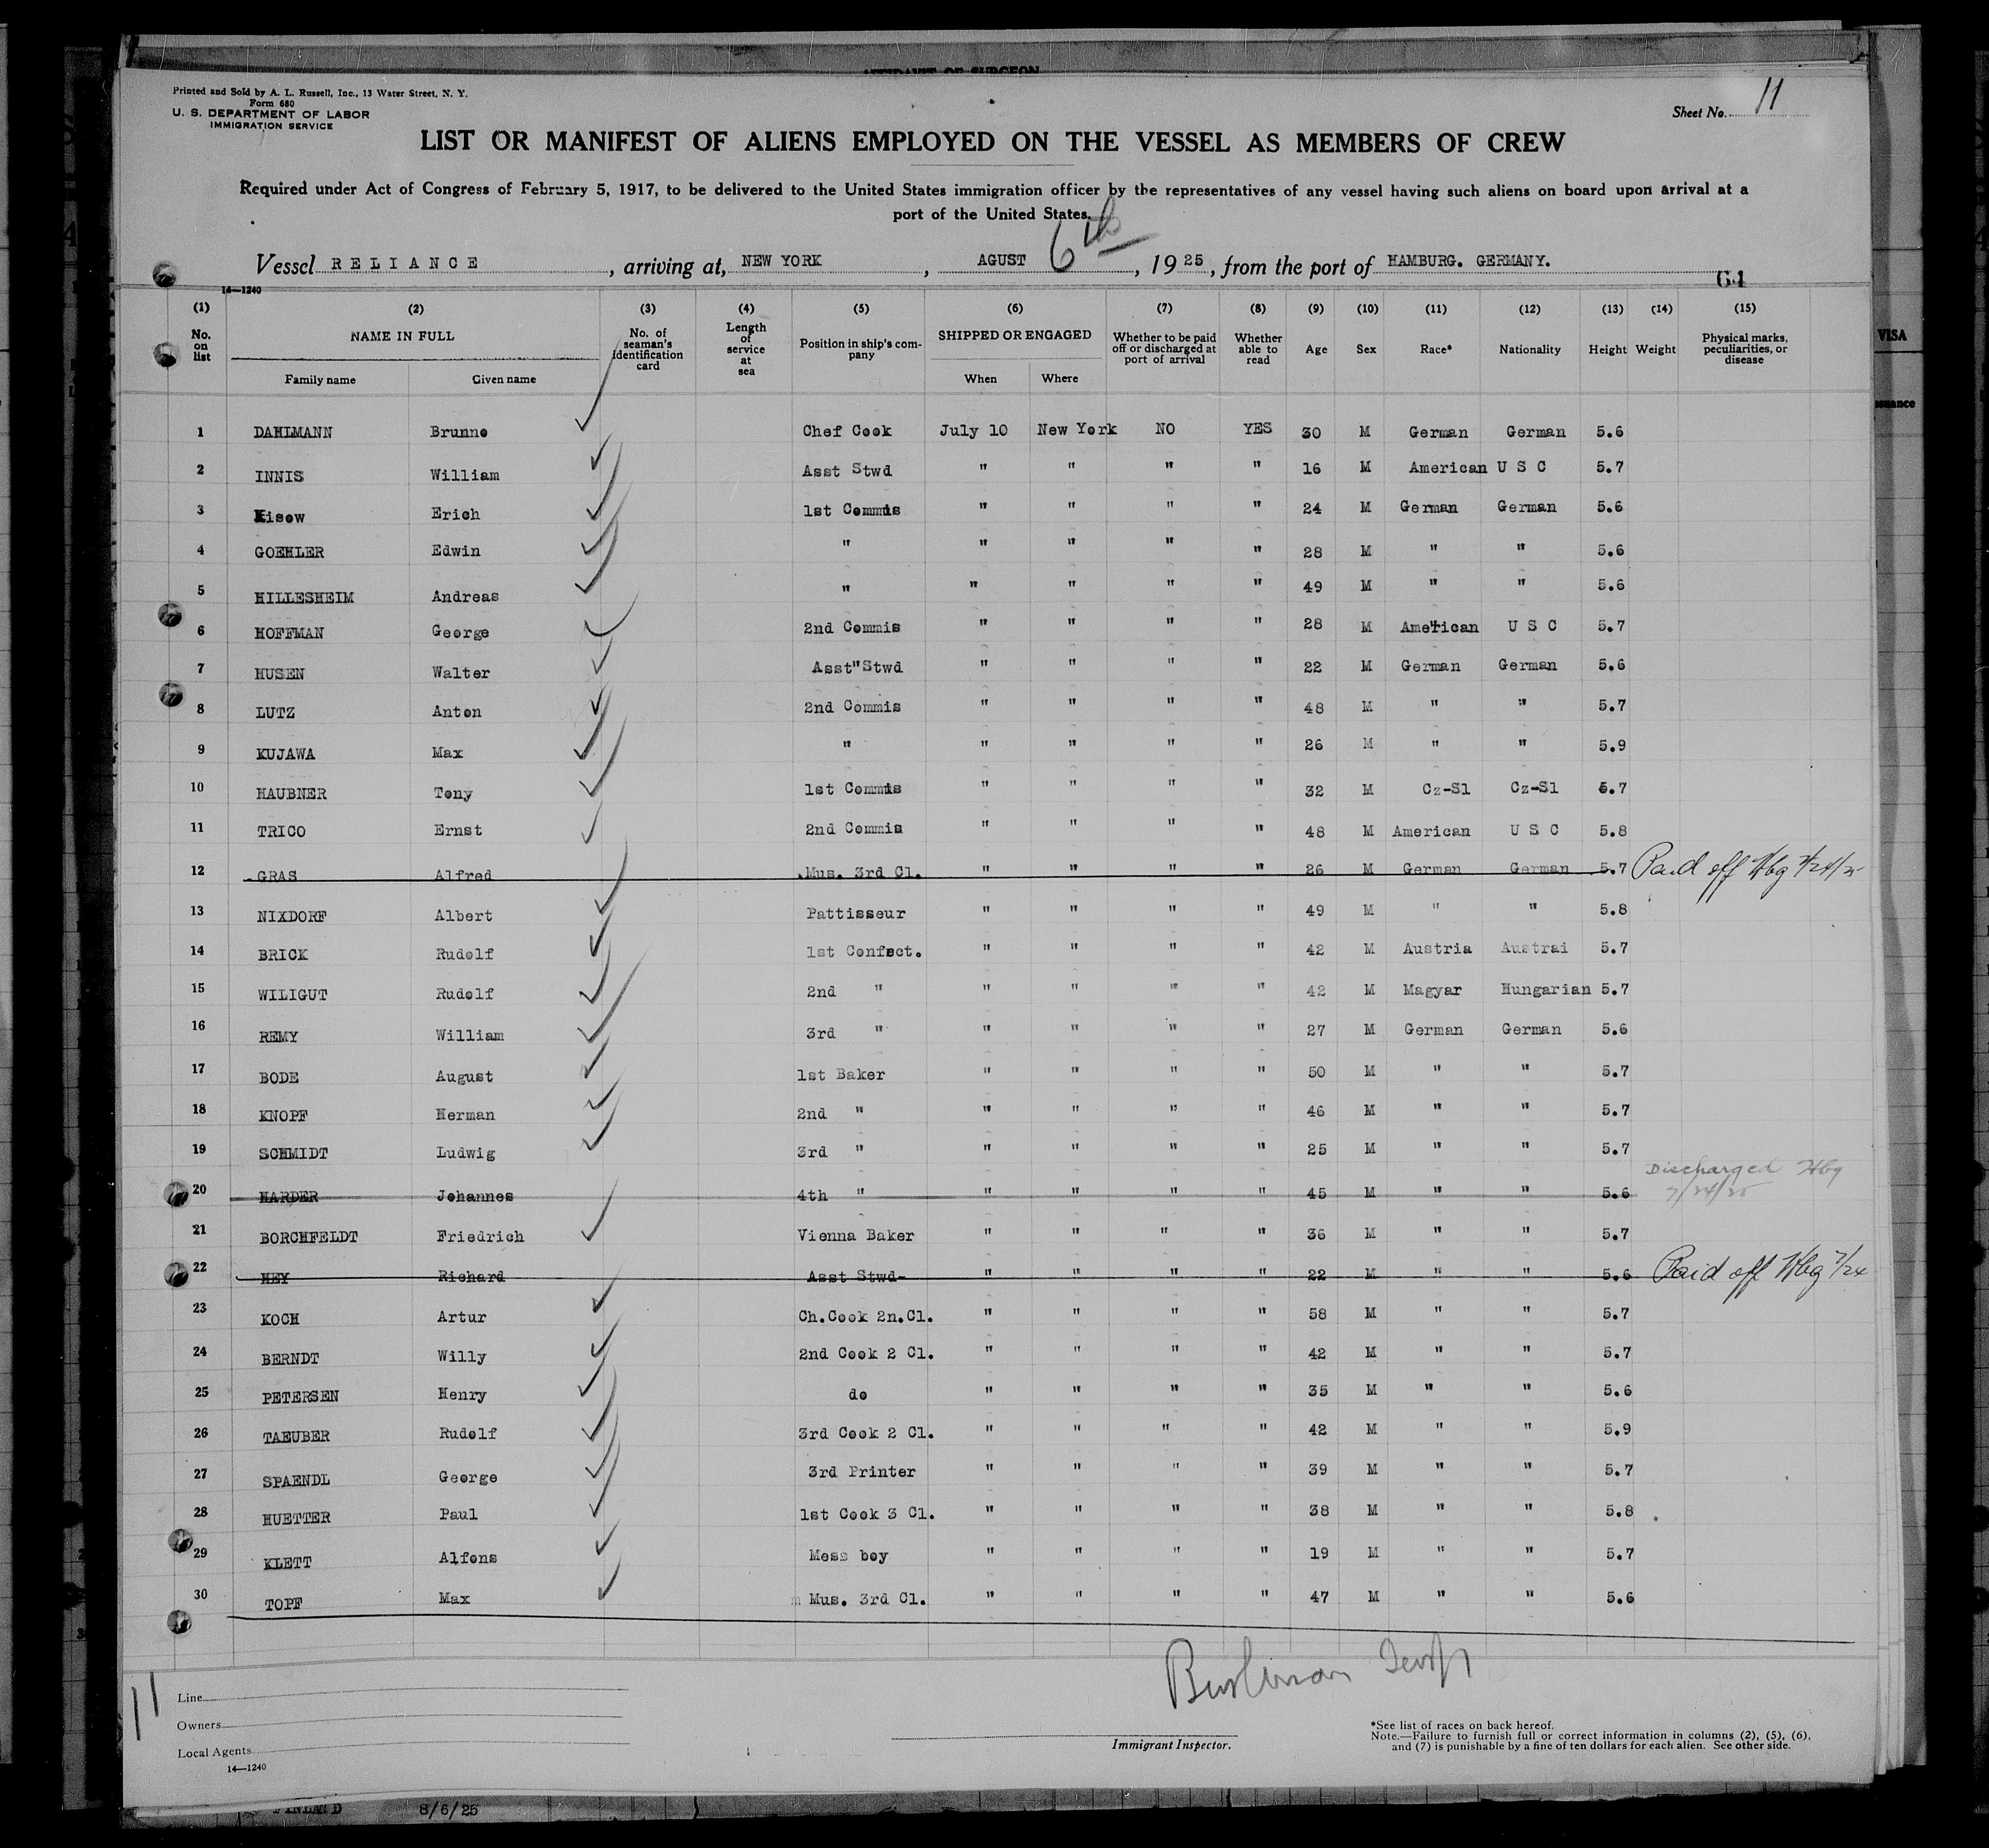 AFFIDAVIT OF SURGEON
Printed and Sold by A. L. Russell, Inc., 13 Water Street, N. Y.
Form 680
U. S. DEPARTMENT OF LABOR
IMMIGRATION SERVICE
Sheet No. 11
LIST OR MANIFEST OF ALIENS EMPLOYED ON THE VESSEL AS MEMBERS OF CREW
Required under Act of Congress of February 5, 1917, to be delivered to the United States immigration officer by the representatives of any vessel having such aliens on board upon arrival at a
port of the United States.
Vessel RELIANCE, arriving at, NEW YORK, AGUST 6th, 1925, from the port of HAMBURG. GERMANY.
64
14—1240
(1) (2) (3) (4) (5) (6) (7) (8) (9) (10) (11) (12) (13) (14) (15)
No. on list NAME IN FULL Family name Given name No. of seaman's identification card Length of service at sea Position in ship's company SHIPPED OR ENGAGED When Where Whether to be paid off or discharged at port of arrival Whether able to read Age Sex Race* Nationality Height Weight Physical marks, peculiarities, or disease
VISA
1 DAHLMANN Brunno Chef Cook July 10 New York NO YES 30 M German German 5.6
2 INNIS William Asst Stwd " " " " 16 M American U S C 5.7
3 Kisow Erich 1st Commis " " " " 24 M German German 5.6
4 GOEHLER Edwin " " " " " 28 M " " 5.6
5 HILLESHEIM Andreas " " " " " 49 M " " 5.6
6 HOFFMAN George 2nd Commis " " " " 28 M American U S C 5.7
7 HUSEN Walter Asst"Stwd " " " " 22 M German German 5.6
8 LUTZ Anton 2nd Commis " " " " 48 M " " 5.7
9 KUJAWA Max " " " " " 26 M " " 5.9
10 HAUBNER Tony 1st Commis " " " " 32 M Cz-Sl Cz-Sl 5.7
11 TRICO Ernst 2nd Commis " " " " 48 M American U S C 5.8
12 GRAS Alfred Mus. 3rd Cl. " " " " 26 M German German 5.7 Paid off Hbg
13 NIXDORF Albert Pattisseur " " " " 49 M " " 5.8
14 BRICK Rudolf 1st Confect. " " " " 42 M Austria Austrai 5.7
15 WILIGUT Rudolf 2nd " " " " " 42 M Magyar Hungarian 5.7
16 REMY William 3rd " " " " " 27 M German German 5.6
17 BODE August 1st Baker " " " " 50 M " " 5.7
18 KNOPF Herman 2nd " " " " " 46 M " " 5.7
19 SCHMIDT Ludwig 3rd " " " " " 25 M " " 5.7
20 HARDER Johannes 4th " " " " " 45 M " " 5.6 Discharged Hbg 7/24/25
21 BORCHFELDT Friedrich Vienna Baker " " " " 36 M " " 5.7
22 HEY Richard Asst Stwd- " " " " 22 M " " 5.6 Paid off Hbg 7/24
23 KOCH Artur Ch.Cook 2n.Cl. " " " " 58 M " " 5.7
24 BERNDT Willy 2nd Cook 2 Cl. " " " " 42 M " " 5.7
25 PETERSEN Henry do " " " " 35 M " " 5.6
26 TAEUBER Rudolf 3rd Cook 2 Cl. " " " " 42 M " " 5.9
27 SPAENDL George 3rd Printer " " " " 39 M " " 5.7
28 HUETTER Paul 1st Cook 3 Cl. " " " " 38 M " " 5.8
29 KLETT Alfons Mess boy " " " " 19 M " " 5.7
30 TOPF Max Mus. 3rd Cl. " " " " 47 M " " 5.6
11
Line
Owners
Local Agents
14—1240
Immigrant Inspector.
*See list of races on back hereof.
Note.—Failure to furnish full or correct information in columns (2), (5), (6),
and (7) is punishable by a fine of ten dollars for each alien. See other side.
FINLAND 8/6/25